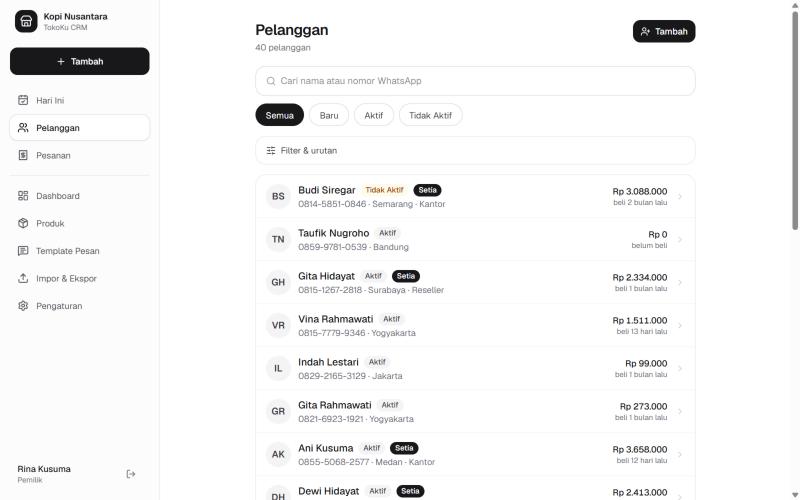 Kopi Nusantara
TokoKu CRM
Tambah
Hari Ini
Pelanggan
Pesanan
Dashboard
Produk
Template Pesan
Impor & Ekspor
Pengaturan
Rina Kusuma
Pemilik
Pelanggan
40 pelanggan
Tambah
Cari nama atau nomor WhatsApp
Semua Baru Aktif Tidak Aktif
Filter & urutan
BS Budi Siregar Tidak Aktif Setia Rp 3.088.000
0814-5851-0846 · Semarang · Kantor beli 2 bulan lalu
TN Taufik Nugroho Aktif Rp 0
0859-9781-0539 · Bandung belum beli
GH Gita Hidayat Aktif Setia Rp 2.334.000
0815-1267-2818 · Surabaya · Reseller beli 1 bulan lalu
VR Vina Rahmawati Aktif Rp 1.511.000
0815-7779-9346 · Yogyakarta beli 13 hari lalu
IL Indah Lestari Aktif Rp 99.000
0829-2165-3129 · Jakarta beli 1 bulan lalu
GR Gita Rahmawati Aktif Rp 273.000
0821-6923-1921 · Yogyakarta beli 1 bulan lalu
AK Ani Kusuma Aktif Setia Rp 3.658.000
0855-5068-2577 · Medan · Kantor beli 12 hari lalu
DH Dewi Hidayat Aktif Setia Rp 2.413.000